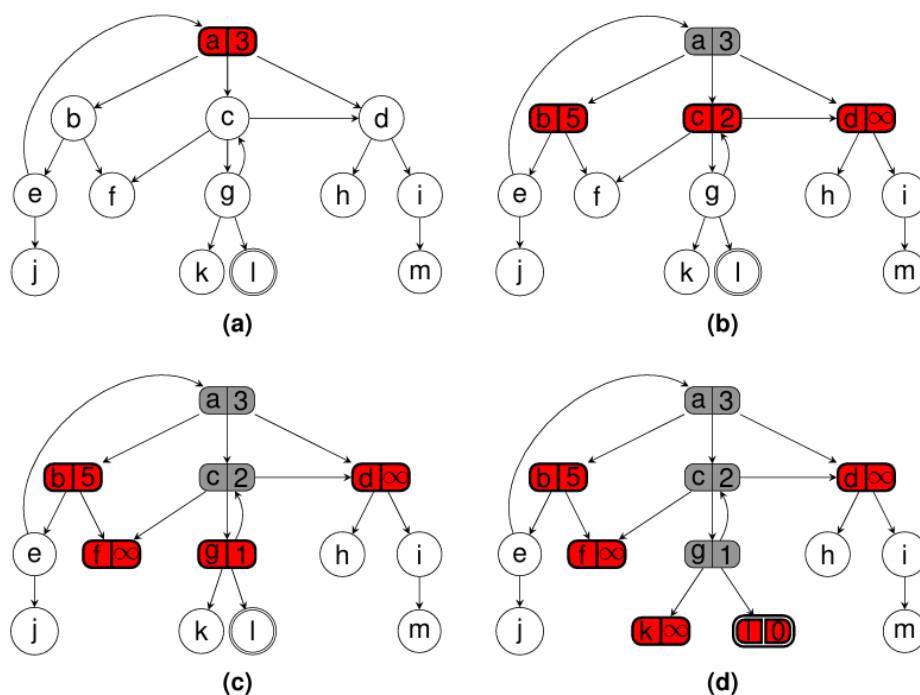 a 3
b c d
e f g h i
j k l m
(a)
a 3
b 5 c 2 d ∞
e f g h i
j k l m
(b)
a 3
b 5 c 2 d ∞
e f ∞ g 1 h i
j k l m
(c)
a 3
b 5 c 2 d ∞
e f ∞ g 1 h i
j k ∞ l 0 m
(d)